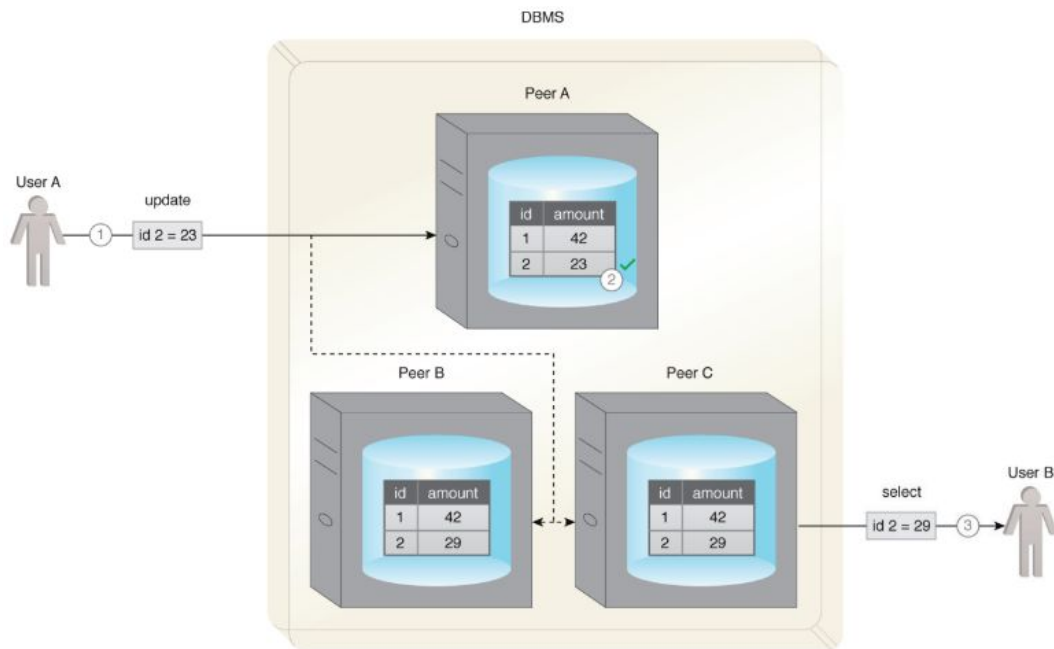 DBMS
Peer A
User A
update
1
id 2 = 23
id amount
1 42
2 23
2
Peer B
Peer C
id amount
1 42
2 29
id amount
1 42
2 29
User B
select
id 2 = 29
3